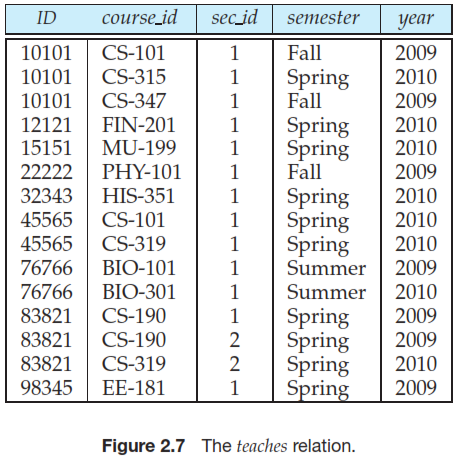 ID course_id sec_id semester year
10101 CS-101 1 Fall 2009
10101 CS-315 1 Spring 2010
10101 CS-347 1 Fall 2009
12121 FIN-201 1 Spring 2010
15151 MU-199 1 Spring 2010
22222 PHY-101 1 Fall 2009
32343 HIS-351 1 Spring 2010
45565 CS-101 1 Spring 2010
45565 CS-319 1 Spring 2010
76766 BIO-101 1 Summer 2009
76766 BIO-301 1 Summer 2010
83821 CS-190 1 Spring 2009
83821 CS-190 2 Spring 2009
83821 CS-319 2 Spring 2010
98345 EE-181 1 Spring 2009
Figure 2.7 The teaches relation.